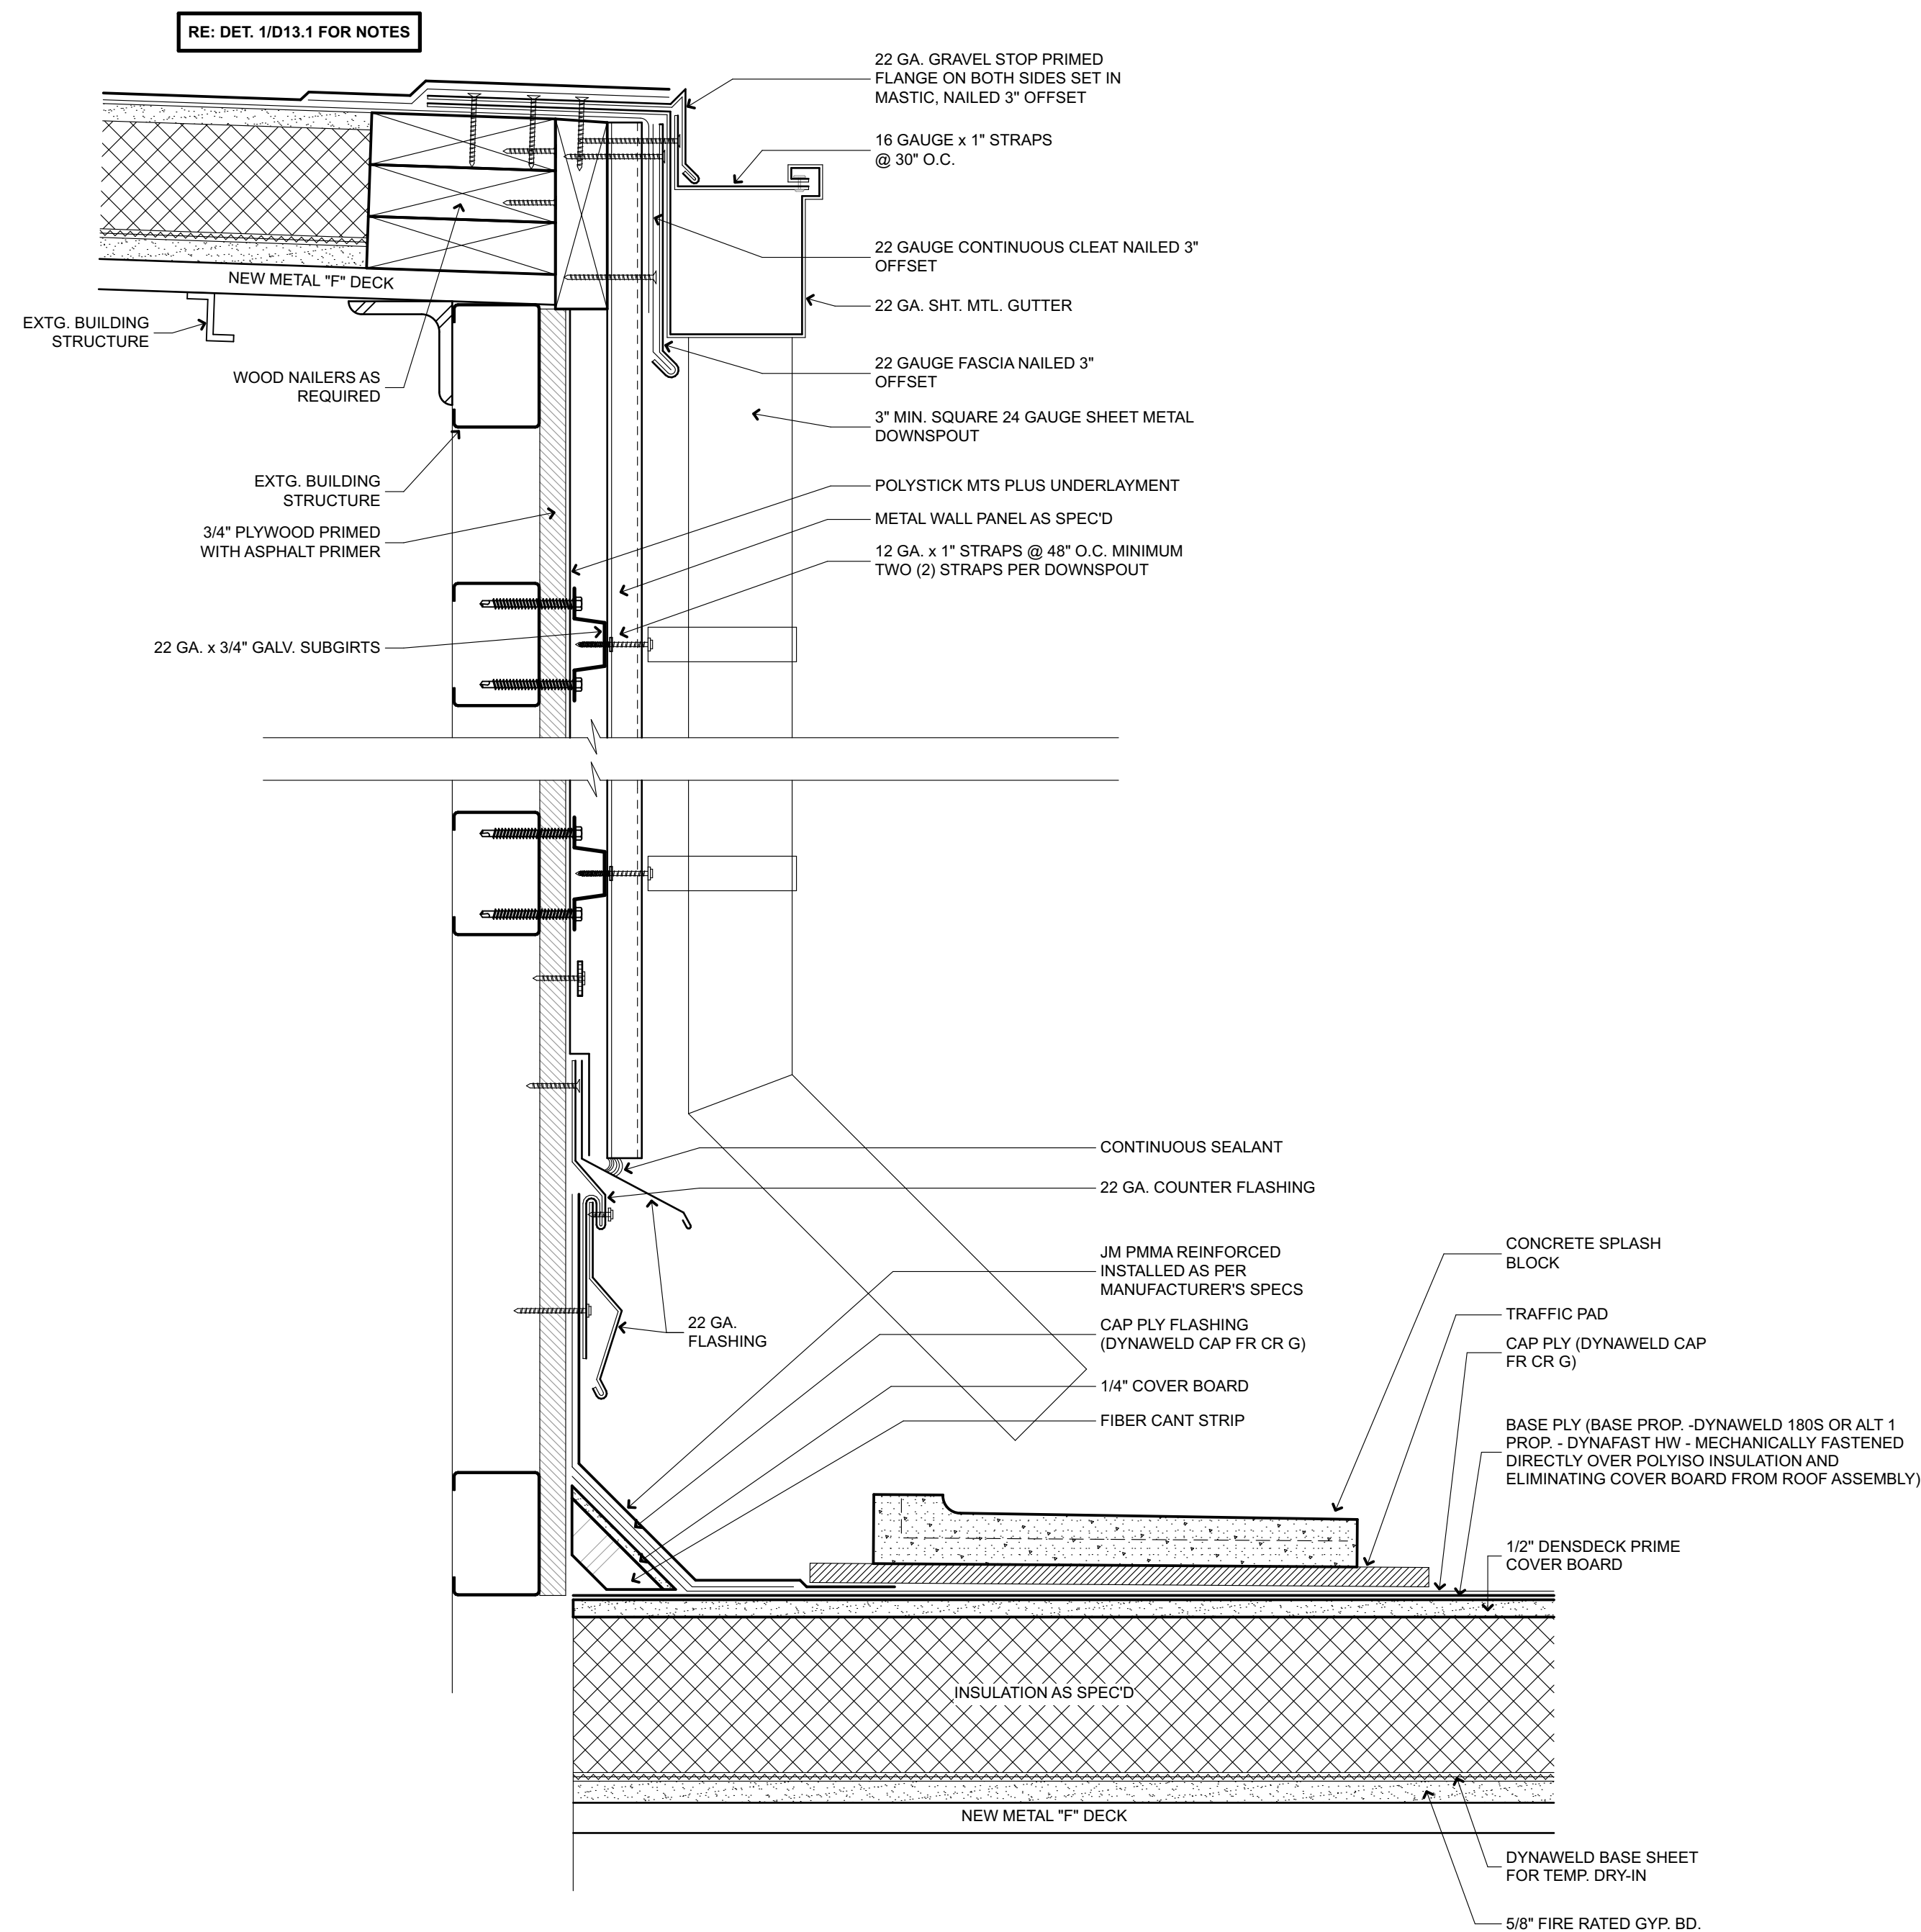 RE: DET. 1/D13.1 FOR NOTES
22 GA. GRAVEL STOP PRIMED
FLANGE ON BOTH SIDES SET IN
MASTIC, NAILED 3" OFFSET
16 GAUGE x 1" STRAPS
@ 30" O.C.
22 GAUGE CONTINUOUS CLEAT NAILED 3"
OFFSET
NEW METAL "F" DECK
22 GA. SHT. MTL. GUTTER
EXTG. BUILDING
STRUCTURE
22 GAUGE FASCIA NAILED 3"
OFFSET
WOOD NAILERS AS
REQUIRED
3" MIN. SQUARE 24 GAUGE SHEET METAL
DOWNSPOUT
EXTG. BUILDING
STRUCTURE
POLYSTICK MTS PLUS UNDERLAYMENT
METAL WALL PANEL AS SPEC'D
3/4" PLYWOOD PRIMED
WITH ASPHALT PRIMER
12 GA. x 1" STRAPS @ 48" O.C. MINIMUM
TWO (2) STRAPS PER DOWNSPOUT
22 GA. x 3/4" GALV. SUBGIRTS
CONTINUOUS SEALANT
22 GA. COUNTER FLASHING
JM PMMA REINFORCED
INSTALLED AS PER
MANUFACTURER'S SPECS
22 GA.
FLASHING
CAP PLY FLASHING
(DYNAWELD CAP FR CR G)
1/4" COVER BOARD
FIBER CANT STRIP
CONCRETE SPLASH
BLOCK
TRAFFIC PAD
CAP PLY (DYNAWELD CAP
FR CR G)
BASE PLY (BASE PROP. -DYNAWELD 180S OR ALT 1
PROP. - DYNAFAST HW - MECHANICALLY FASTENED
DIRECTLY OVER POLYISO INSULATION AND
ELIMINATING COVER BOARD FROM ROOF ASSEMBLY)
1/2" DENSDECK PRIME
COVER BOARD
INSULATION AS SPEC'D
NEW METAL "F" DECK
DYNAWELD BASE SHEET
FOR TEMP. DRY-IN
5/8" FIRE RATED GYP. BD.